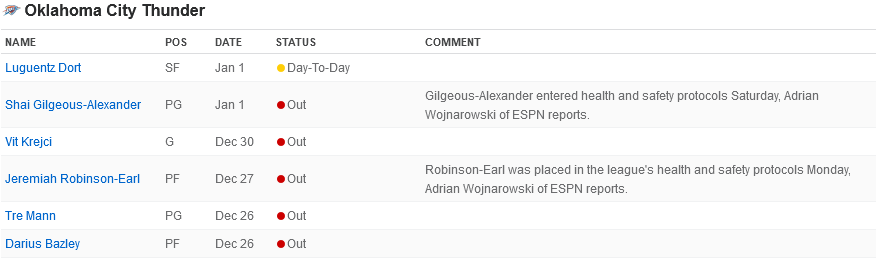 Oklahoma City Thunder
NAME POS DATE STATUS COMMENT
Luguentz Dort SF Jan 1 Day-To-Day
Shai Gilgeous-Alexander PG Jan 1 Out Gilgeous-Alexander entered health and safety protocols Saturday, Adrian
Wojnarowski of ESPN reports.
Vit Krejci G Dec 30 Out
Jeremiah Robinson-Earl PF Dec 27 Out Robinson-Earl was placed in the league's health and safety protocols Monday,
Adrian Wojnarowski of ESPN reports.
Tre Mann PG Dec 26 Out
Darius Bazley PF Dec 26 Out